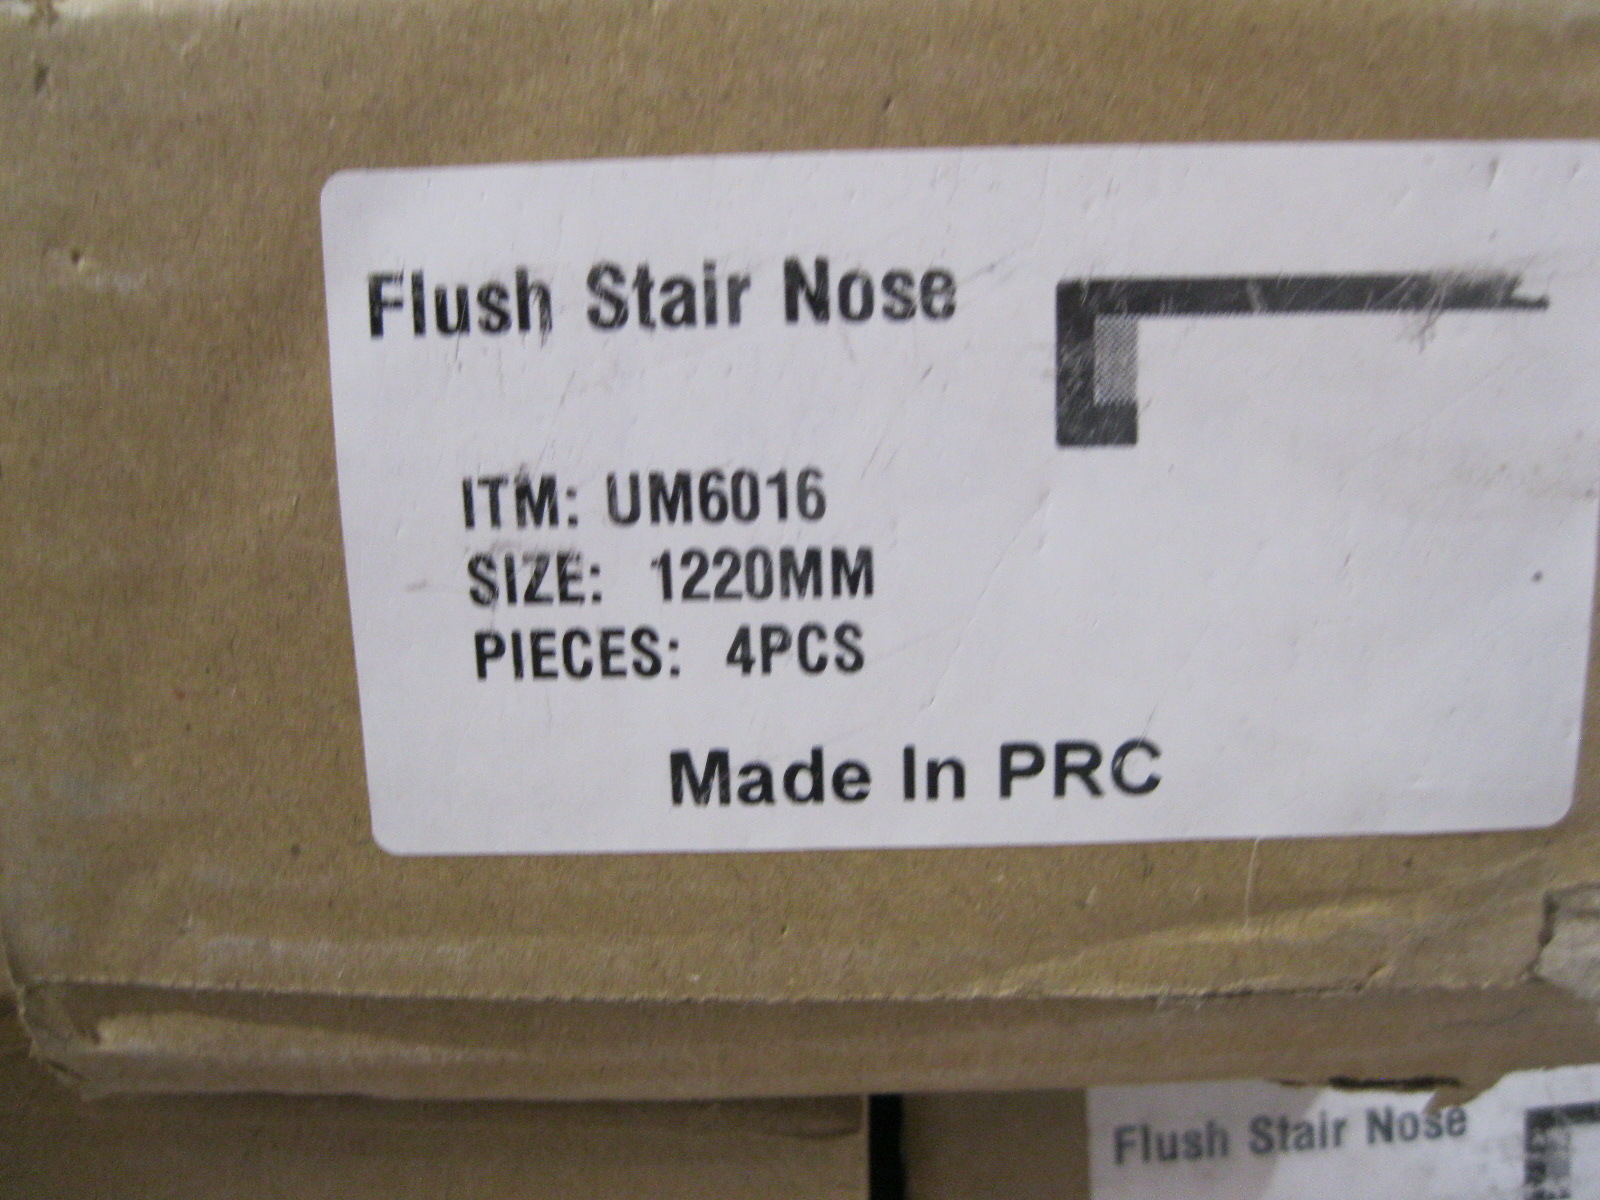 Flush Stair Nose
ITM: UM6016
SIZE: 1220MM
PIECES: 4PCS
Made In PRC
Flush Stair Nose